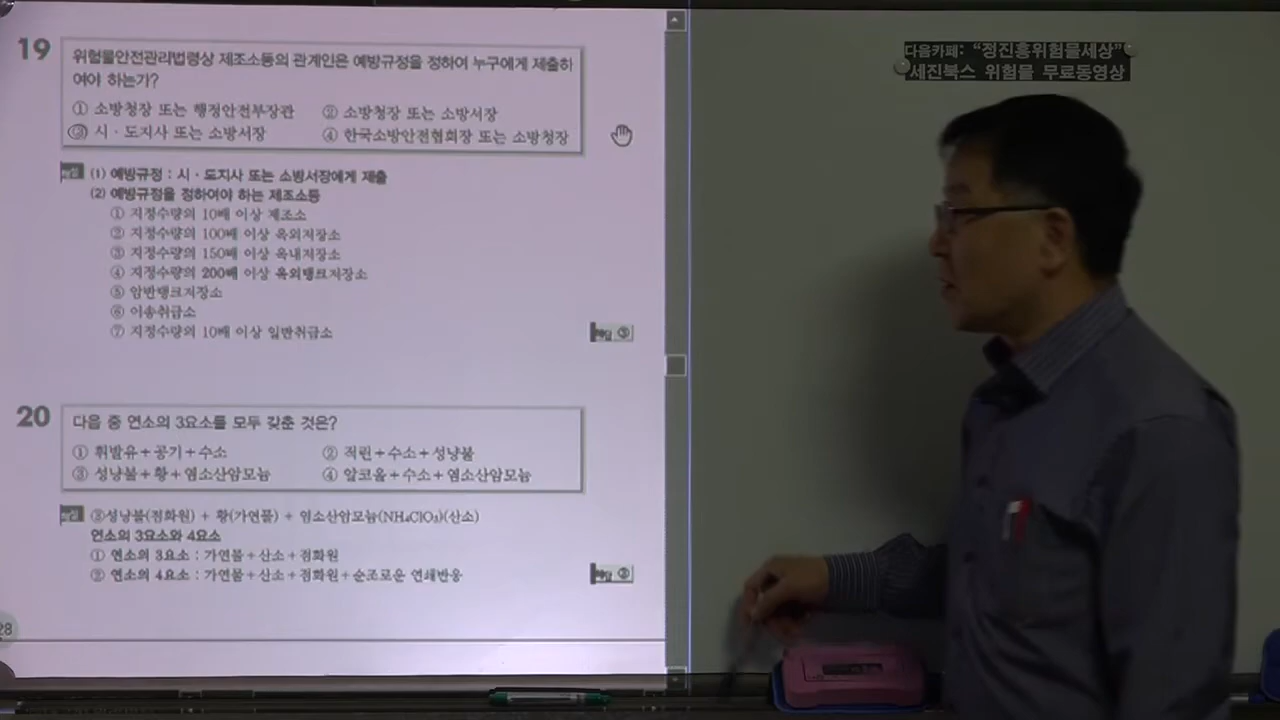 19
위험물안전관리법령상 제조소등의 관계인은 예방규정을 정하여 누구에게 제출하
여야 하는가?
① 소방청장 또는 행정안전부장관 ② 소방청장 또는 소방서장
③ 시ㆍ도지사 또는 소방서장 ④ 한국소방안전협회장 또는 소방청장
해설 (1) 예방규정 : 시ㆍ도지사 또는 소방서장에게 제출
(2) 예방규정을 정하여야 하는 제조소등
① 지정수량의 10배 이상 제조소
② 지정수량의 100배 이상 옥외저장소
③ 지정수량의 150배 이상 옥내저장소
④ 지정수량의 200배 이상 옥외탱크저장소
⑤ 암반탱크저장소
⑥ 이송취급소
⑦ 지정수량의 10배 이상 일반취급소
해답 ③
20
다음 중 연소의 3요소를 모두 갖춘 것은?
① 휘발유+공기+수소 ② 적린+수소+성냥불
③ 성냥불+황+염소산암모늄 ④ 알코올+수소+염소산암모늄
해설 ③성냥불(점화원) + 황(가연물) + 염소산암모늄(NH₄ClO₃)(산소)
연소의 3요소와 4요소
① 연소의 3요소 : 가연물+산소+점화원
② 연소의 4요소 : 가연물+산소+점화원+순조로운 연쇄반응
해답 ③
28
다음카페: “정진홍위험물세상”
세진북스 위험물 무료동영상